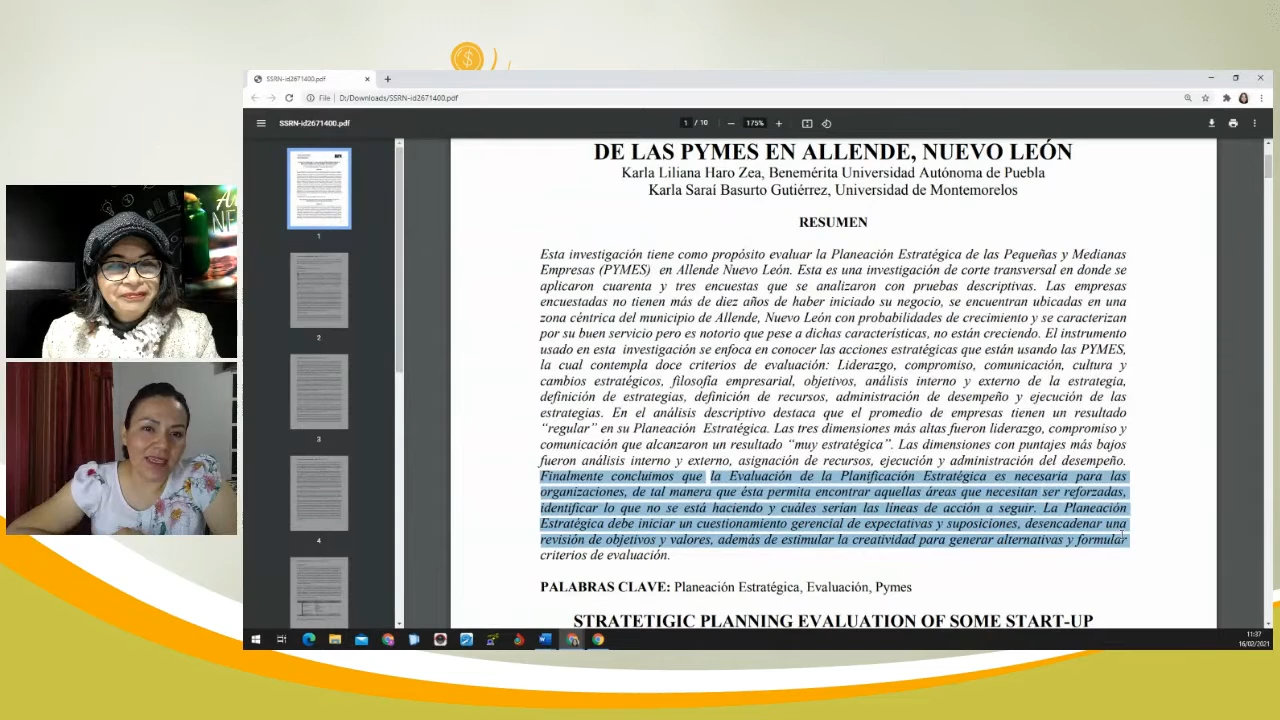 SSRN-id2671400.pdf
File | D:/Downloads/SSRN-id2671400.pdf
SSRN-id2671400.pdf
1 / 10
175%
DE LAS PYMES EN ALLENDE, NUEVO LEÓN
Karla Liliana Haro Zea, Benemérita Universidad Autónoma de Puebla
Karla Saraí Basurto Gutiérrez, Universidad de Montemorelos
RESUMEN
Esta investigación tiene como propósito evaluar la Planeación Estratégica de las Pequeñas y Medianas
Empresas (PYMES) en Allende Nuevo León. Esta es una investigación de corte transversal en donde se
aplicaron cuarenta y tres encuestas y se analizaron con pruebas descriptivas. Las empresas
encuestadas no tienen más de diez años de haber iniciado su negocio, se encuentran ubicadas en una
zona céntrica del municipio de Allende, Nuevo León con probabilidades de crecimiento y se caracterizan
por su buen servicio pero es notorio que pese a dichas características, no están creciendo. El instrumento
usado en esta investigación se enfocó en conocer las acciones estratégicas que están usando las PYMES,
la cual contempla doce criterios de evaluación: Liderazgo, compromiso, comunicación, cultura y
cambios estratégicos, filosofía empresarial, objetivos, análisis interno y externo de la estrategia,
definición de estrategias, definición de recursos, administración de desempeño y ejecución de las
estrategias. En el análisis descriptivo destaca que el promedio de empresas tienen un resultado
“regular” en su Planeación Estratégica. Las tres dimensiones más altas fueron liderazgo, compromiso y
comunicación que alcanzaron un resultado “muy estratégica”. Las dimensiones con puntajes más bajos
fueron análisis interno y externo, asignación de recursos, ejecución y administración del desempeño.
Finalmente concluimos que la Evaluación de la Planificación Estratégica es necesaria para las
organizaciones, de tal manera que ésta permita encontrar aquellas áreas que necesitan ser reforzadas,
identificar lo que no se está haciendo y cuáles serían las líneas de acción a seguir. La Planeación
Estratégica debe iniciar un cuestionamiento gerencial de expectativas y suposiciones, desencadenar una
revisión de objetivos y valores, además de estimular la creatividad para generar alternativas y formular
criterios de evaluación.
PALABRAS CLAVE: Planeación Estratégica, Evaluación, Pymes
STRATETIGIC PLANNING EVALUATION OF SOME START-UP
1
2
3
4
11:37
16/02/2021